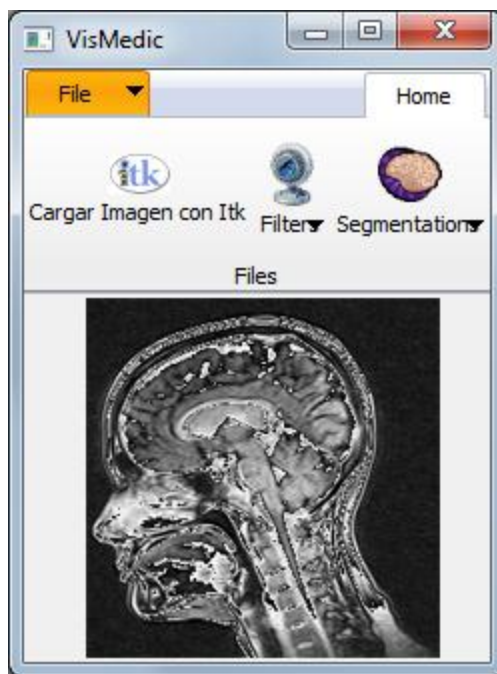 VisMedic
File
Home
itk
Cargar Imagen con Itk
Filters
Segmentations
Files